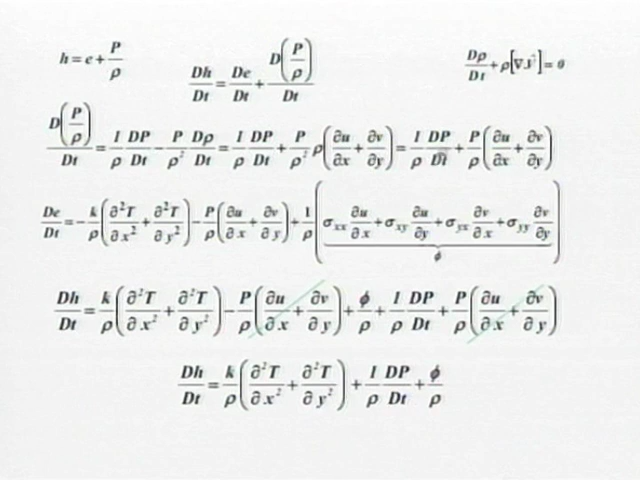 h = e + P/ρ    Dh/Dt = De/Dt + D(P/ρ)/Dt    Dρ/Dt + ρ[∇.V⃗] = 0
D(P/ρ)/Dt = 1/ρ DP/Dt − P/ρ² Dρ/Dt = 1/ρ DP/Dt + P/ρ² ρ(∂u/∂x + ∂v/∂y) = 1/ρ DP/Dt + P/ρ(∂u/∂x + ∂v/∂y)
De/Dt = −k/ρ(∂²T/∂x² + ∂²T/∂y²) − P/ρ(∂u/∂x + ∂v/∂y) + 1/ρ(σxx ∂u/∂x + σxy ∂u/∂y + σyx ∂v/∂x + σyy ∂v/∂y)
ϕ
Dh/Dt = k/ρ(∂²T/∂x² + ∂²T/∂y²) − P/ρ(∂u/∂x + ∂v/∂y) + ϕ/ρ + 1/ρ DP/Dt + P/ρ(∂u/∂x + ∂v/∂y)
Dh/Dt = k/ρ(∂²T/∂x² + ∂²T/∂y²) + 1/ρ DP/Dt + ϕ/ρ